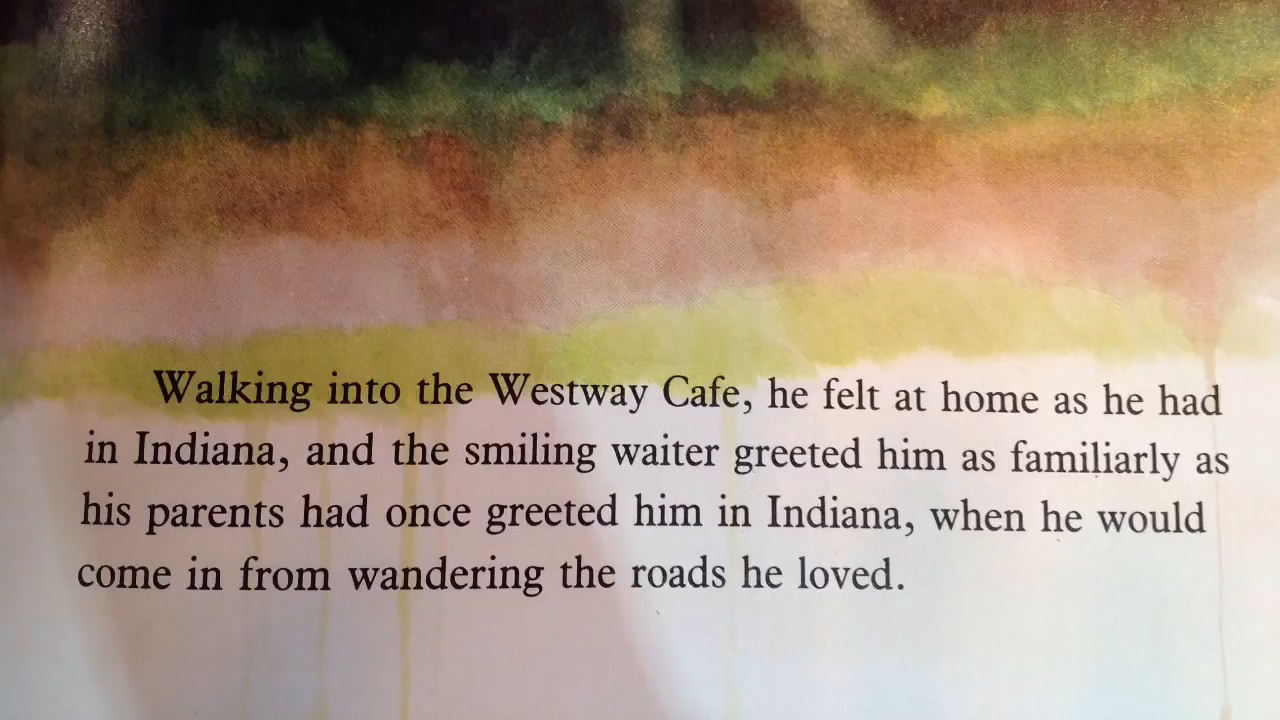 Walking into the Westway Cafe, he felt at home as he had
in Indiana, and the smiling waiter greeted him as familiarly as
his parents had once greeted him in Indiana, when he would
come in from wandering the roads he loved.